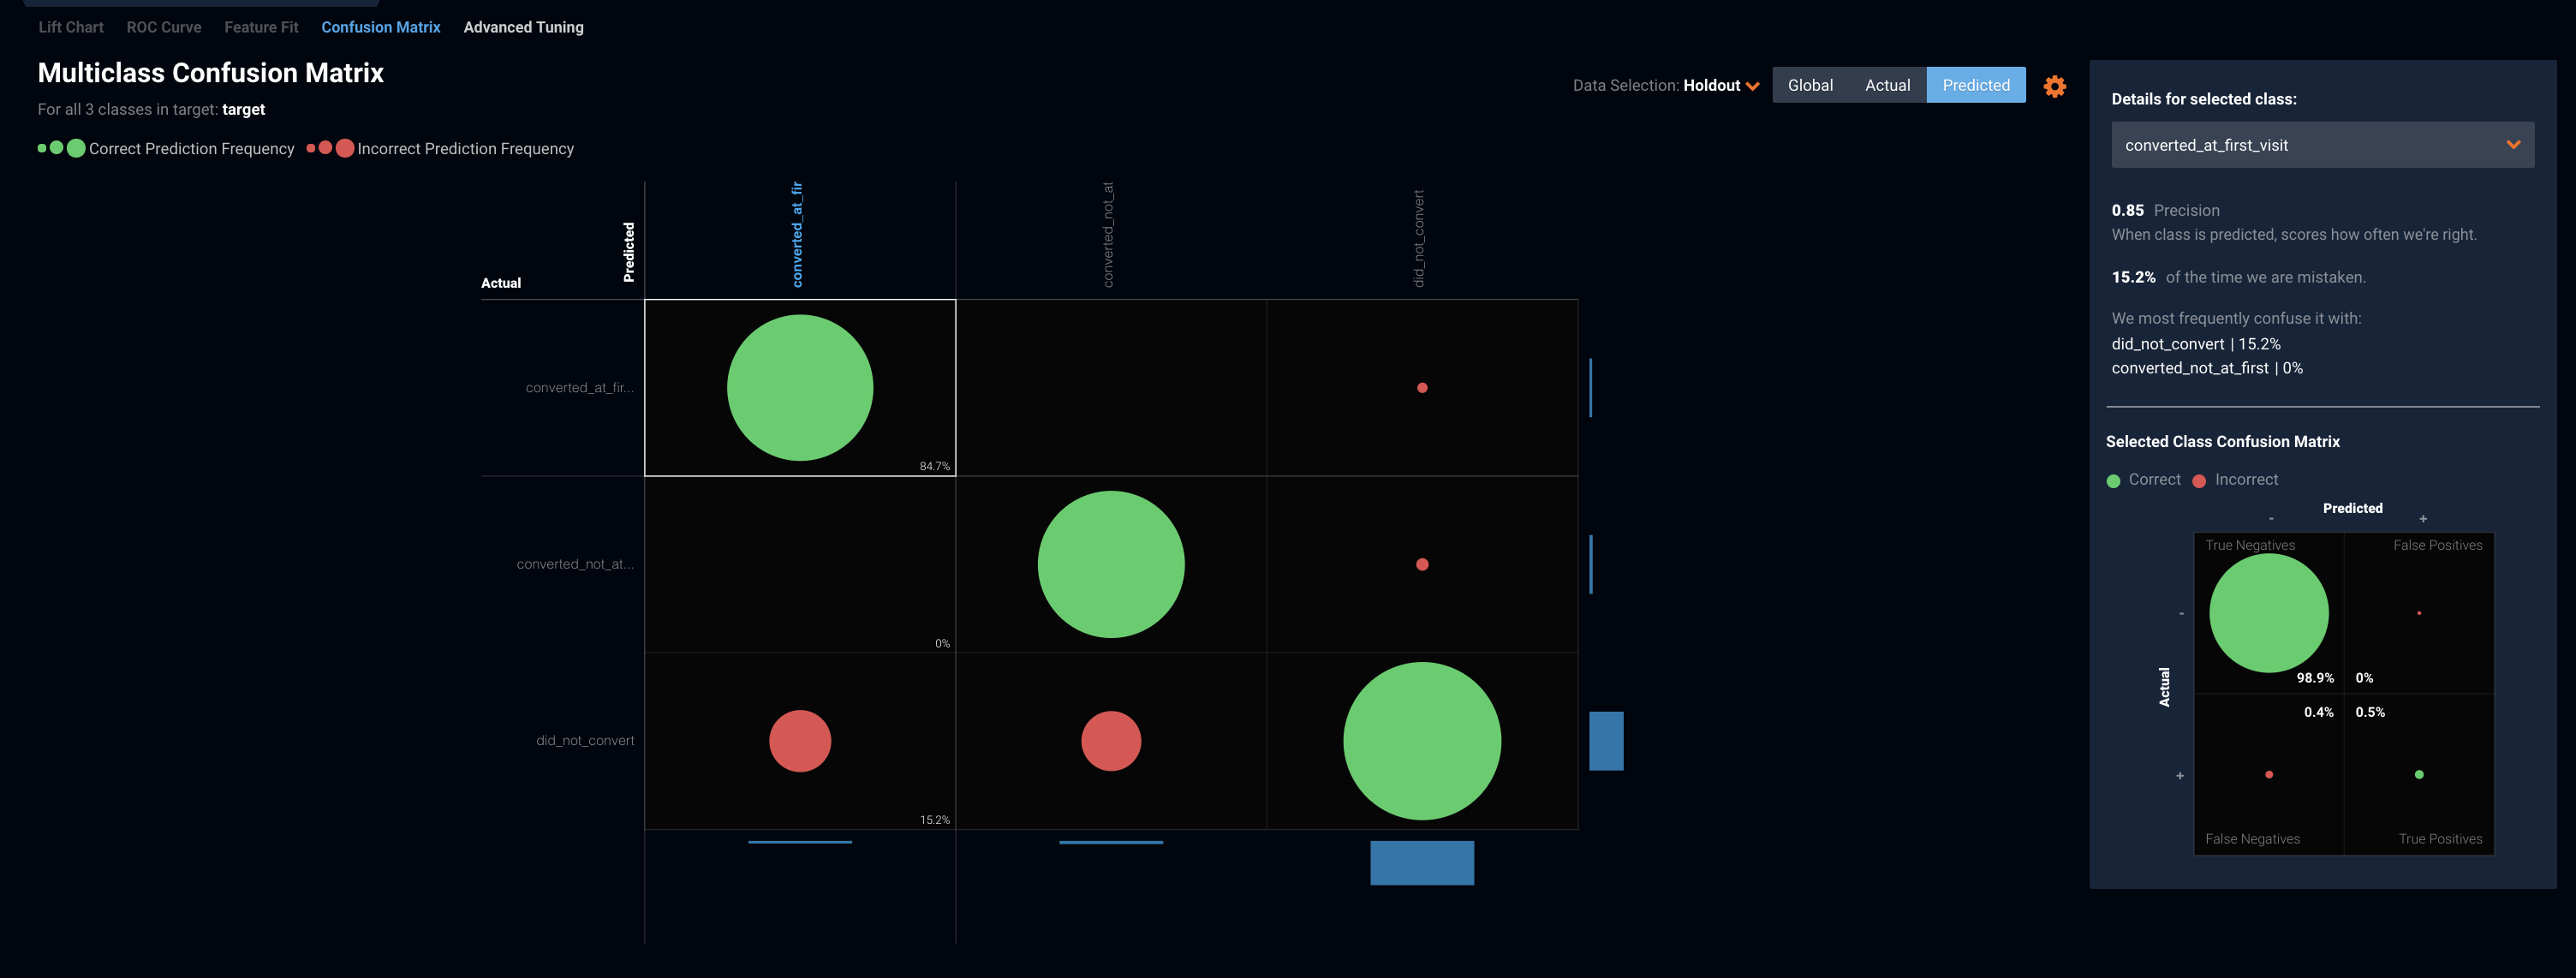 Lift Chart ROC Curve Feature Fit Confusion Matrix Advanced Tuning
Multiclass Confusion Matrix
For all 3 classes in target: target
Correct Prediction Frequency Incorrect Prediction Frequency
Data Selection: Holdout Global Actual Predicted
Actual
Predicted
converted_at_fir
converted_not_at
did_not_convert
converted_at_fir...
84.7%
converted_not_at...
0%
did_not_convert
15.2%
Details for selected class:
converted_at_first_visit
0.85 Precision
When class is predicted, scores how often we're right.
15.2% of the time we are mistaken.
We most frequently confuse it with:
did_not_convert | 15.2%
converted_not_at_first | 0%
Selected Class Confusion Matrix
Correct Incorrect
Predicted
- +
True Negatives False Positives
-
98.9% 0%
Actual
0.4% 0.5%
+
False Negatives True Positives